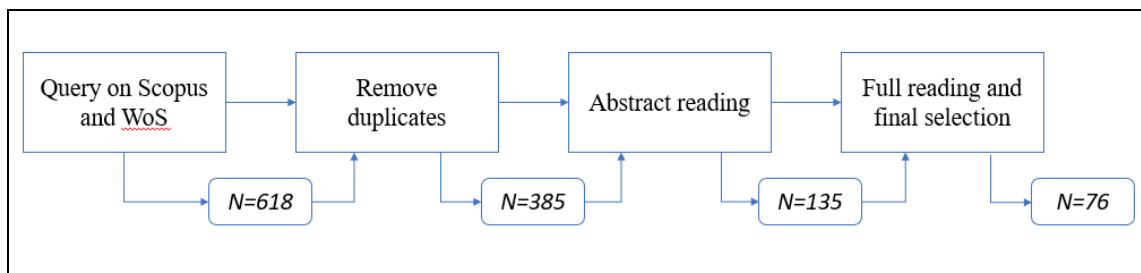 Query on Scopus
and WoS
Remove
duplicates
Abstract reading
Full reading and
final selection
N=618
N=385
N=135
N=76